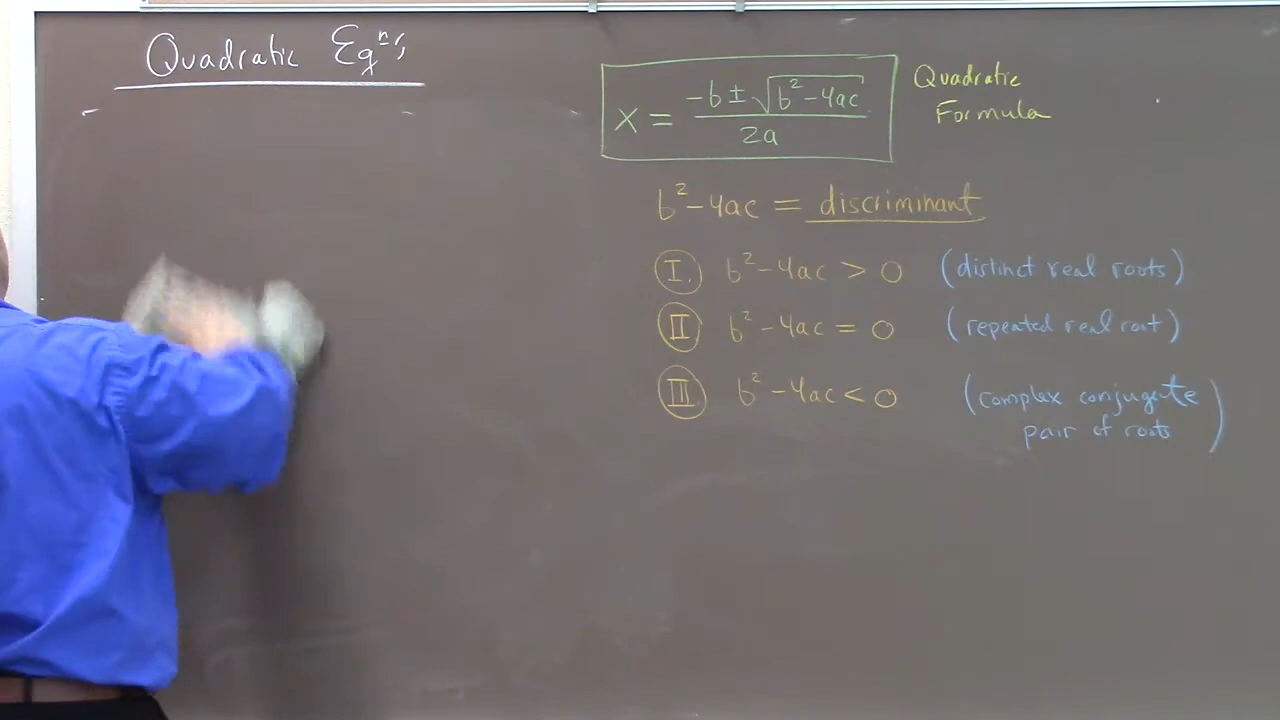 Quadratic Eqⁿ's
x = (-b ± √(b² - 4ac)) / 2a
Quadratic
Formula
b² - 4ac = discriminant
I. b² - 4ac > 0 (distinct real roots)
II b² - 4ac = 0 (repeated real root)
III b² - 4ac < 0 (complex conjugate
pair of roots)